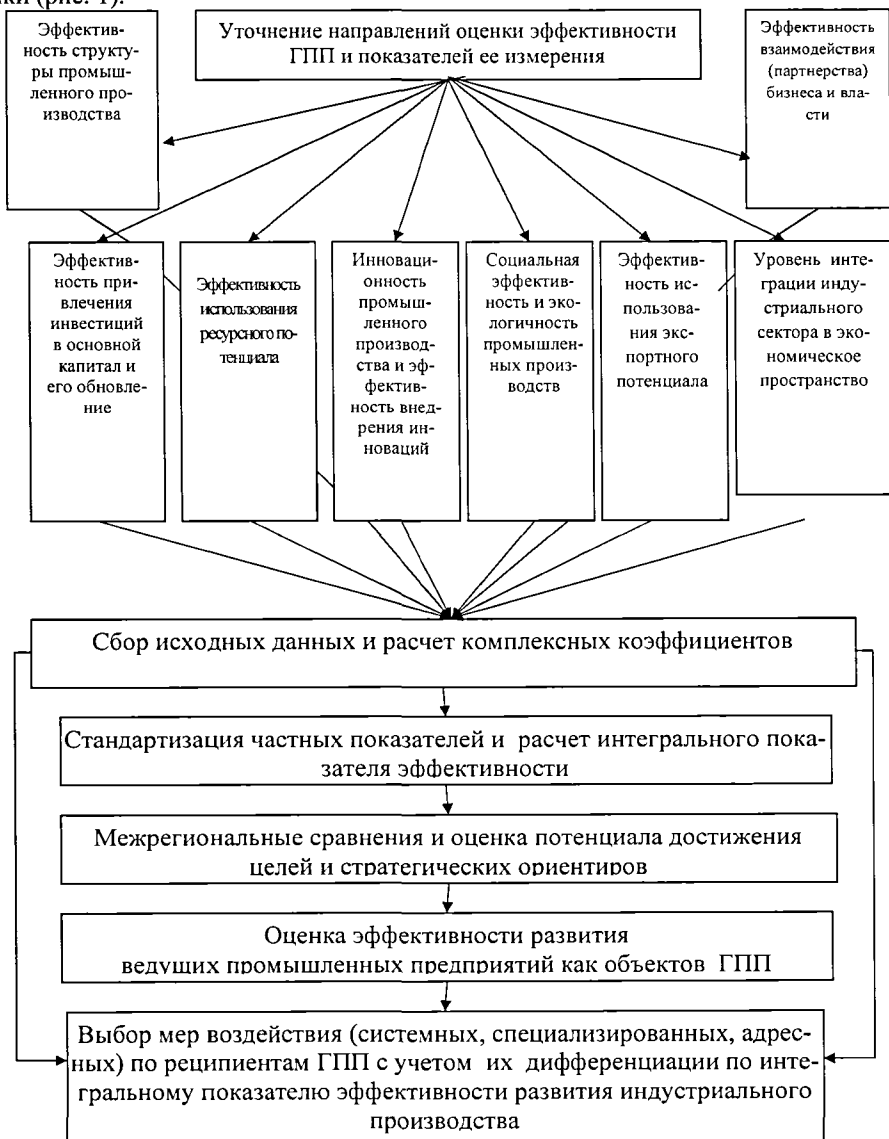 ки (рис. 1).
Эффектив-
ность структу-
ры промыш-
ленного про-
изводства
Уточнение направлений оценки эффективности
ГПП и показателей ее измерения
Эффективность
взаимодействия
(партнерства)
бизнеса и вла-
сти
Эффектив-
ность при-
влечения
инвестиций
в основной
капитал и
его обновле-
ние
Эффективность
использования
ресурсного по-
тенциала
Инноваци-
онность
промыш-
ленного
производ-
ства и эф-
фектив-
ность внед-
рения ин-
новаций
Социальная
эффектив-
ность и эко-
логичность
промышлен-
ных произ-
водств
Эффектив-
ность ис-
пользова-
ния экс-
портного
потенциала
Уровень интег-
рации инду-
стриального
сектора в эко-
номическое
пространство
Сбор исходных данных и расчет комплексных коэффициентов
Стандартизация частных показателей и расчет интегрального пока-
зателя эффективности
Межрегиональные сравнения и оценка потенциала достижения
целей и стратегических ориентиров
Оценка эффективности развития
ведущих промышленных предприятий как объектов ГПП
Выбор мер воздействия (системных, специализированных, адрес-
ных) по реципиентам ГПП с учетом их дифференциации по инте-
гральному показателю эффективности развития индустриального
производства